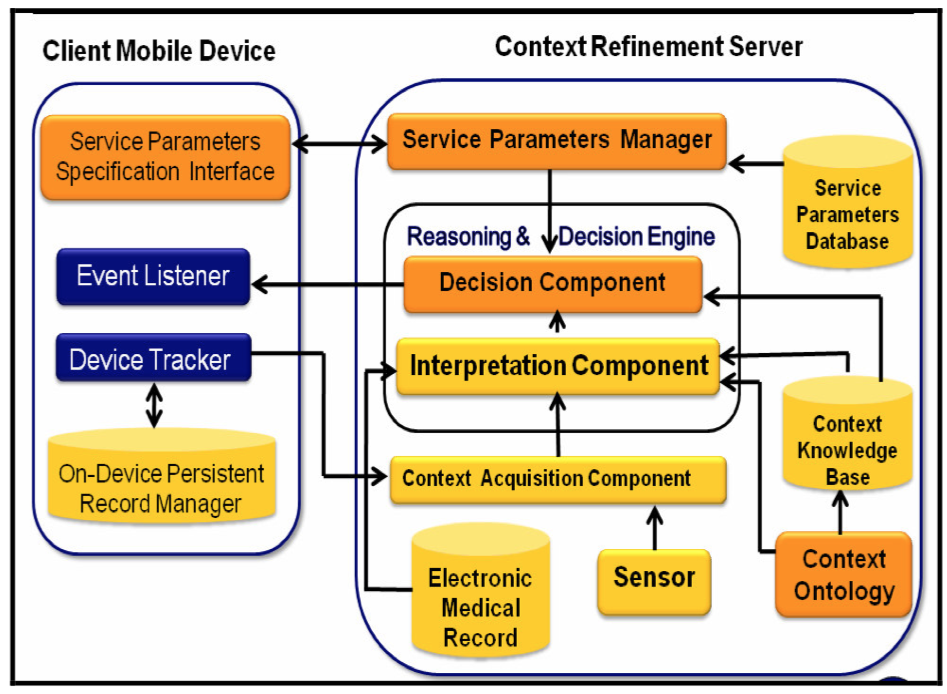 Client Mobile Device
Context Refinement Server
Service Parameters
Specification Interface
Service Parameters Manager
Service
Parameters
Database
Reasoning & Decision Engine
Event Listener
Decision Component
Device Tracker
Interpretation Component
On-Device Persistent
Record Manager
Context Acquisition Component
Context
Knowledge
Base
Electronic
Medical
Record
Sensor
Context
Ontology